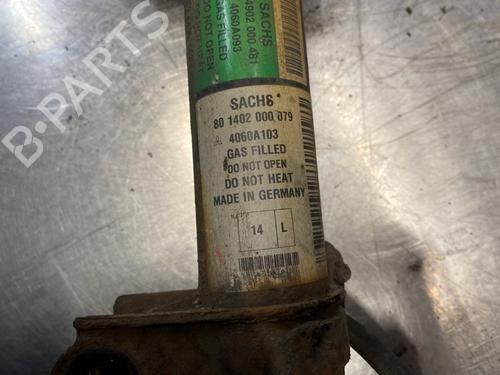 SACHS
4902 000 481
4060A093
GAS FILLED
DO NOT OPEN
SACHS
80 1402 000 079
4060A103
GAS FILLED
DO NOT OPEN
DO NOT HEAT
MADE IN GERMANY
14 L